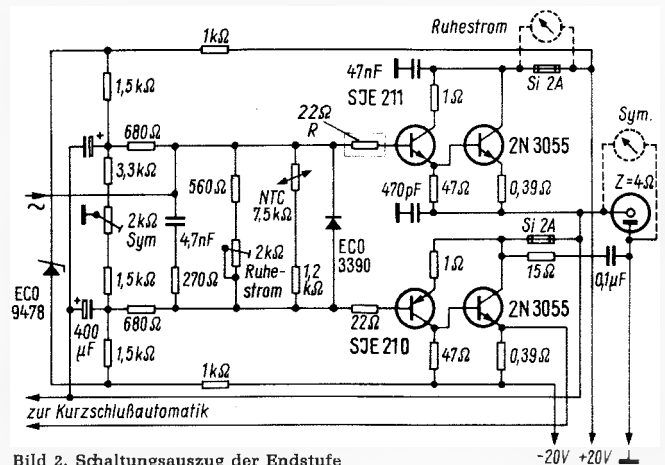 Ruhestrom
1kΩ
47nF
Si 2A
1,5kΩ
SJE 211
1Ω
22Ω
R
Sym.
680Ω
2N 3055
3,3kΩ
560Ω
NTC
7,5kΩ
470pF
47Ω
0,39Ω
Z=4Ω
~
2kΩ
Sym
4,7nF
2kΩ
Ruhe-
strom
ECO
3390
Si 2A
1Ω
15Ω
0,1µF
1,5kΩ
270Ω
1,2
kΩ
ECO
9478
+
400
µF
680Ω
22Ω
2N 3055
SJE 210
1,5kΩ
47Ω
0,39Ω
1kΩ
zur Kurzschlußautomatik
-20V +20V
Bild 2. Schaltungsauszug der Endstufe